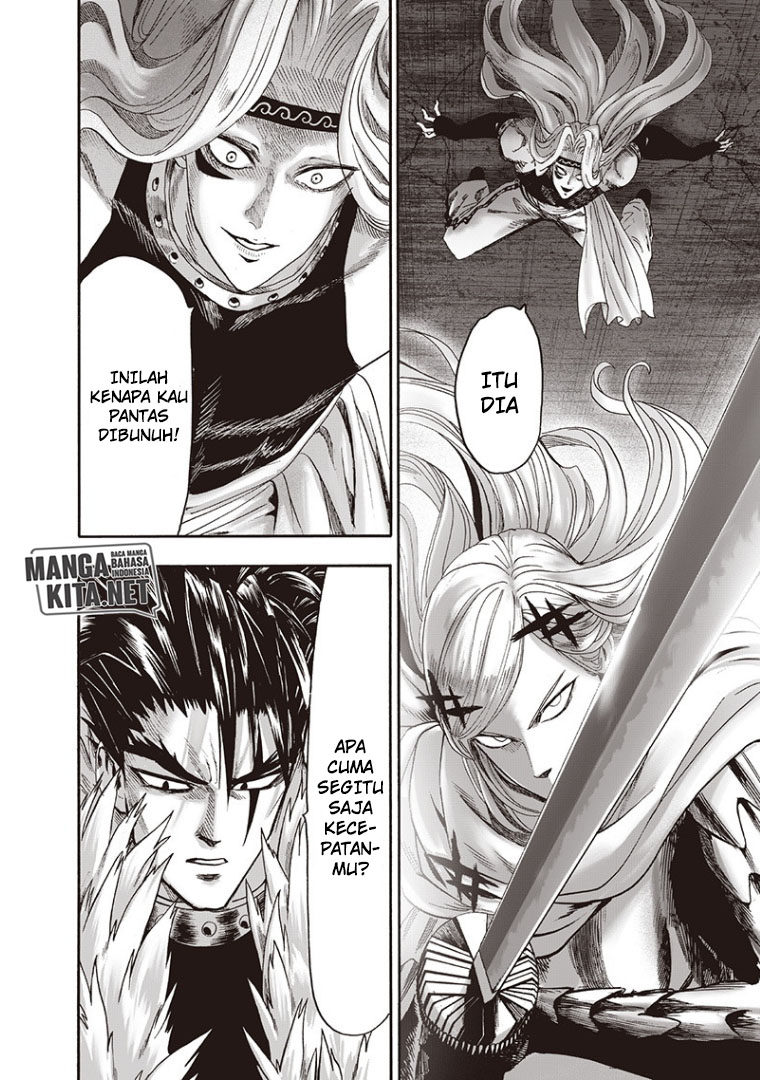 ITU
DIA
INILAH
KENAPA KAU
PANTAS
DIBUNUH!
APA
CUMA
SEGITU
SAJA
KECE-
PATAN-
MU?
MANGA
KITA.NET
BACA MANGA
BAHASA
INDONESIA